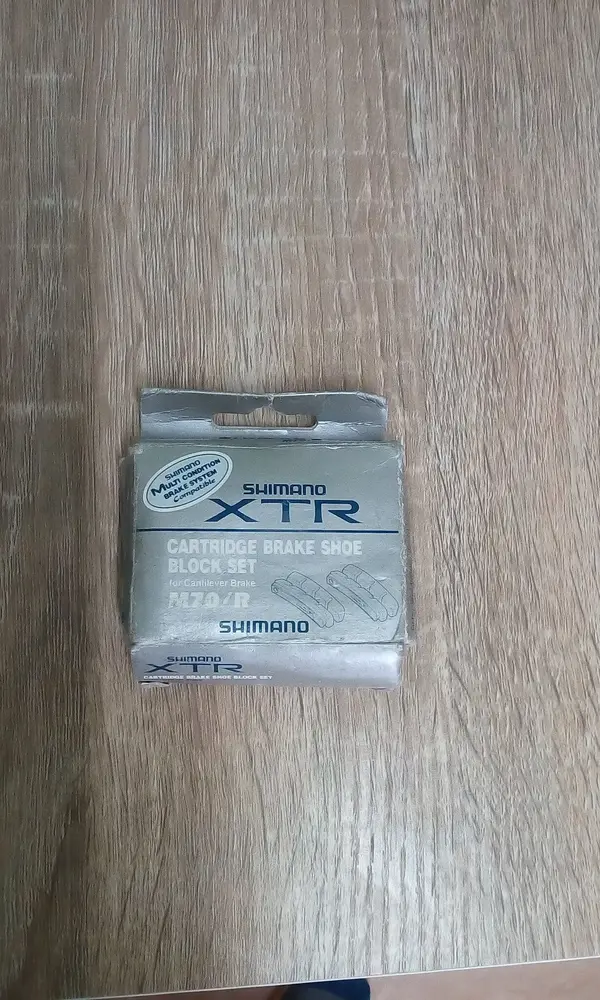 SHIMANO
MULTI CONDITION
BRAKE SYSTEM
Compatible
SHIMANO
XTR
CARTRIDGE BRAKE SHOE
BLOCK SET
for Cantilever Brake
M70/R
SHIMANO
SHIMANO
XTR
CARTRIDGE BRAKE SHOE BLOCK SET